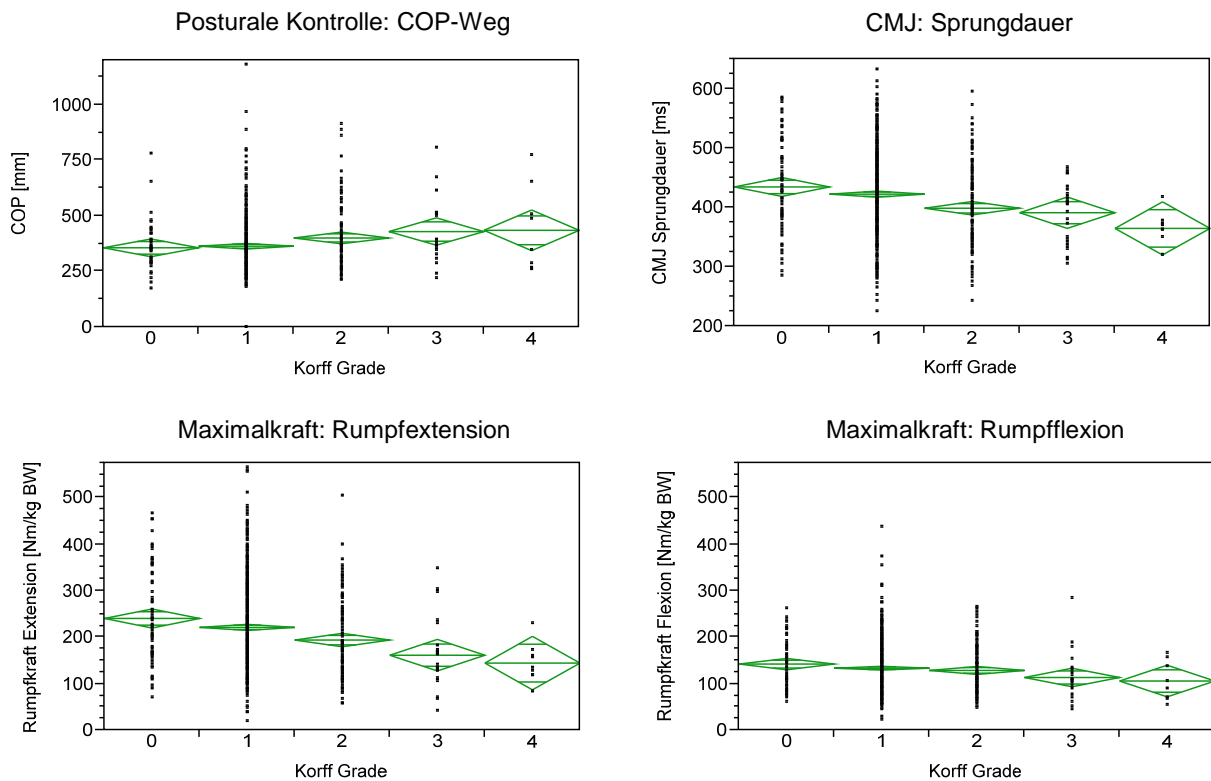 Posturale Kontrolle: COP-Weg
COP [mm]
1000
750
500
250
0
0 1 2 3 4
Korff Grade
CMJ: Sprungdauer
CMJ Sprungdauer [ms]
600
500
400
300
200
0 1 2 3 4
Korff Grade
Maximalkraft: Rumpfextension
Rumpfkraft Extension [Nm/kg BW]
500
400
300
200
100
0
0 1 2 3 4
Korff Grade
Maximalkraft: Rumpfflexion
Rumpfkraft Flexion [Nm/kg BW]
500
400
300
200
100
0
0 1 2 3 4
Korff Grade